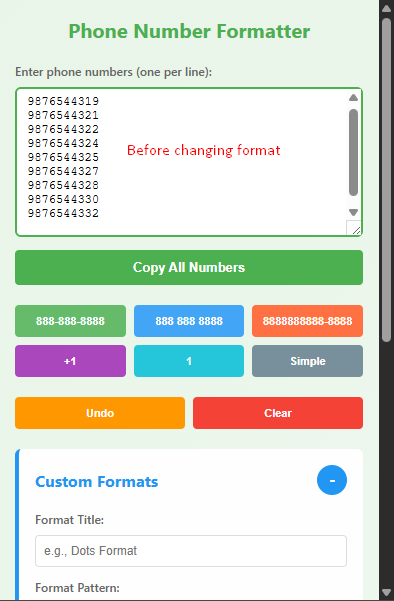 Phone Number Formatter
Enter phone numbers (one per line):
9876544319
9876544321
9876544322
9876544324
9876544325
9876544327
9876544328
9876544330
9876544332
Before changing format
Copy All Numbers
888-888-8888
888 888 8888
8888888888-8888
+1
1
Simple
Undo
Clear
Custom Formats
-
Format Title:
e.g., Dots Format
Format Pattern: